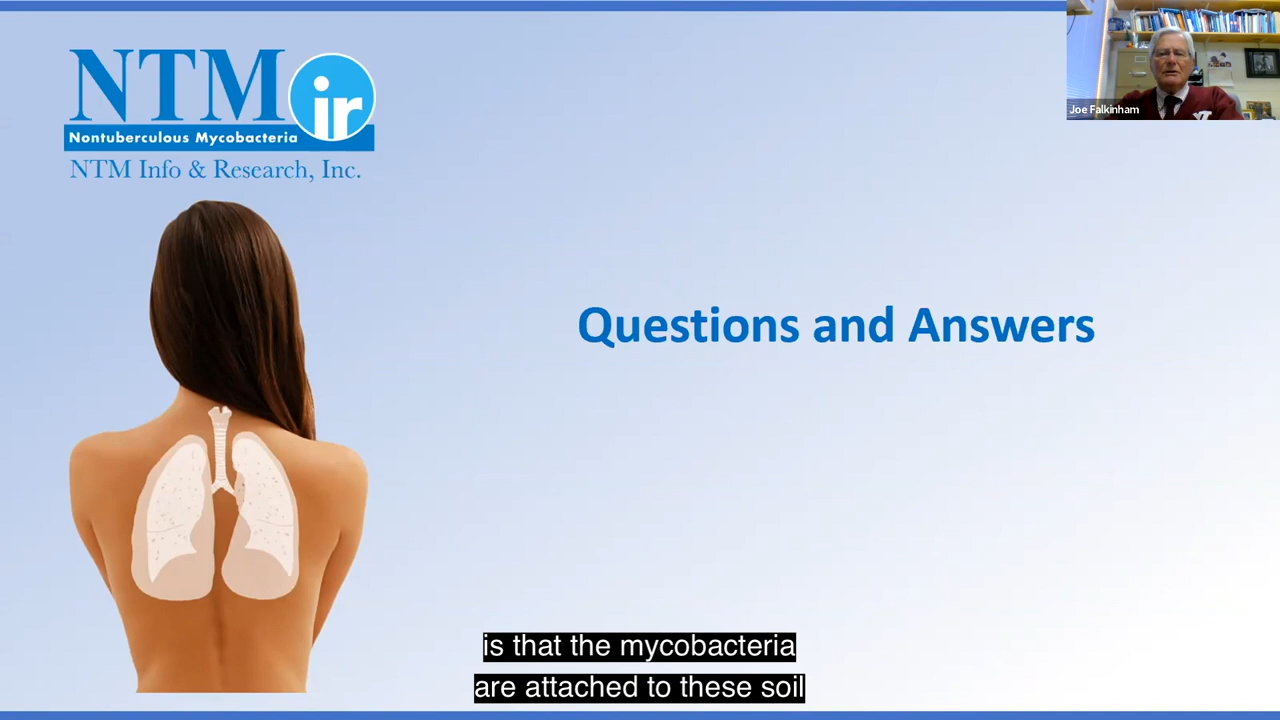 NTM
ir
Nontuberculous Mycobacteria
NTM Info & Research, Inc.
Joe Falkinham
Questions and Answers
is that the mycobacteria
are attached to these soil